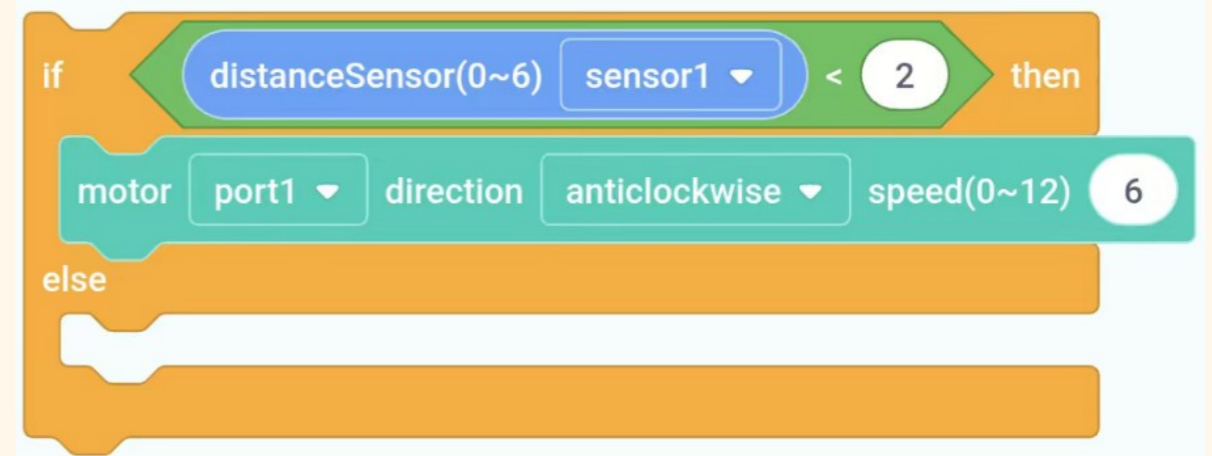 if distanceSensor(0~6) sensor1 < 2 then
motor port1 direction anticlockwise speed(0~12) 6
else